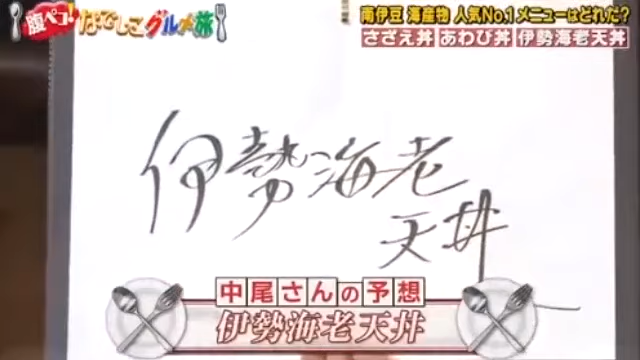 腹ペコ!なでしこグルメ旅
南伊豆 海産物 人気No.1メニューはどれだ?
さざえ丼 あわび丼 伊勢海老天丼
伊勢海老
天丼
中尾さんの予想
伊勢海老天丼